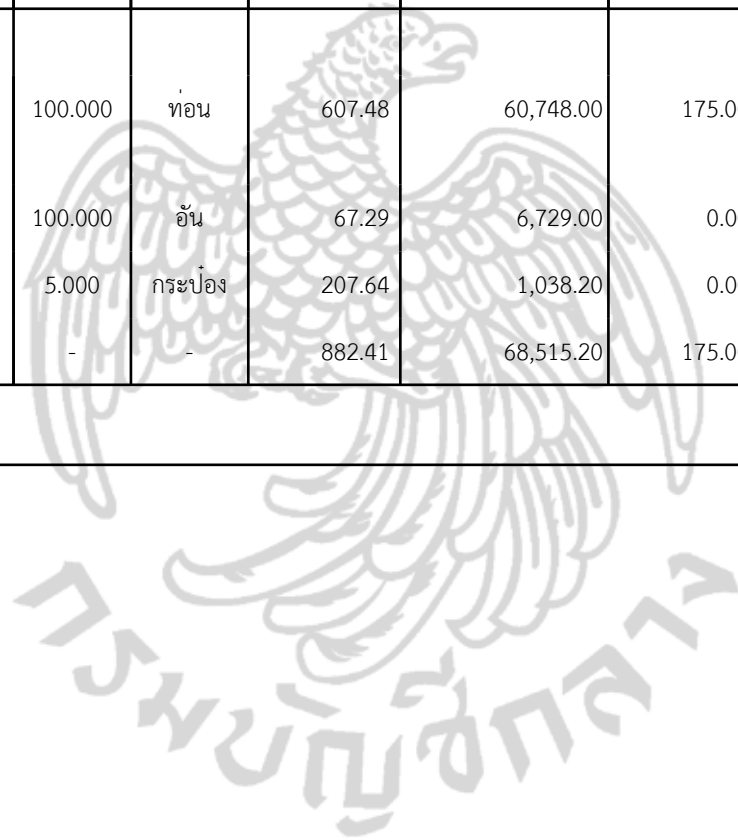 100.000 ท่อน 607.48 60,748.00 175.0
100.000 อัน 67.29 6,729.00 0.0
5.000 กระป๋อง 207.64 1,038.20 0.0
- - 882.41 68,515.20 175.0
กรมบัญชีกลาง